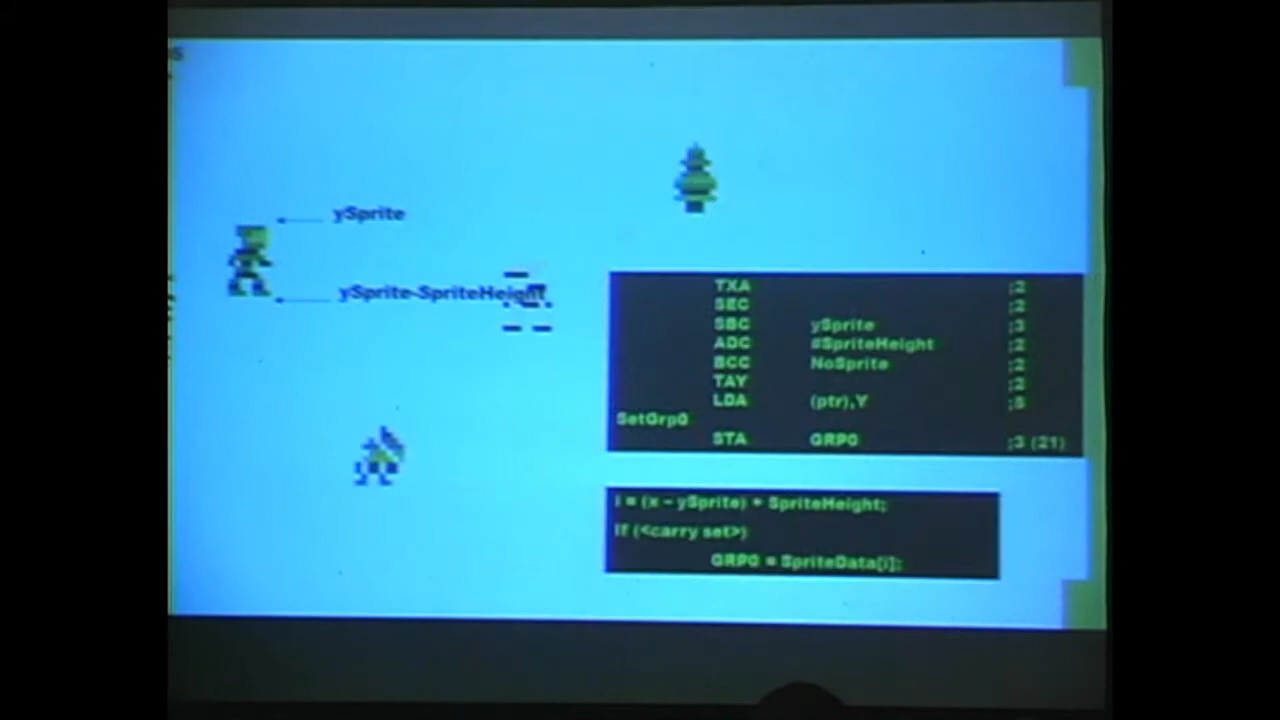 ySprite
ySprite-SpriteHeight
TXA ;2
SEC ;2
SBC ySprite ;3
ADC #SpriteHeight ;2
BCC NoSprite ;2
TAY ;2
LDA (ptr),Y ;5
SetGrp0
STA GRP0 ;3 (21)
i = (x - ySprite) + SpriteHeight;
If (<carry set>)
GRP0 = SpriteData[i];